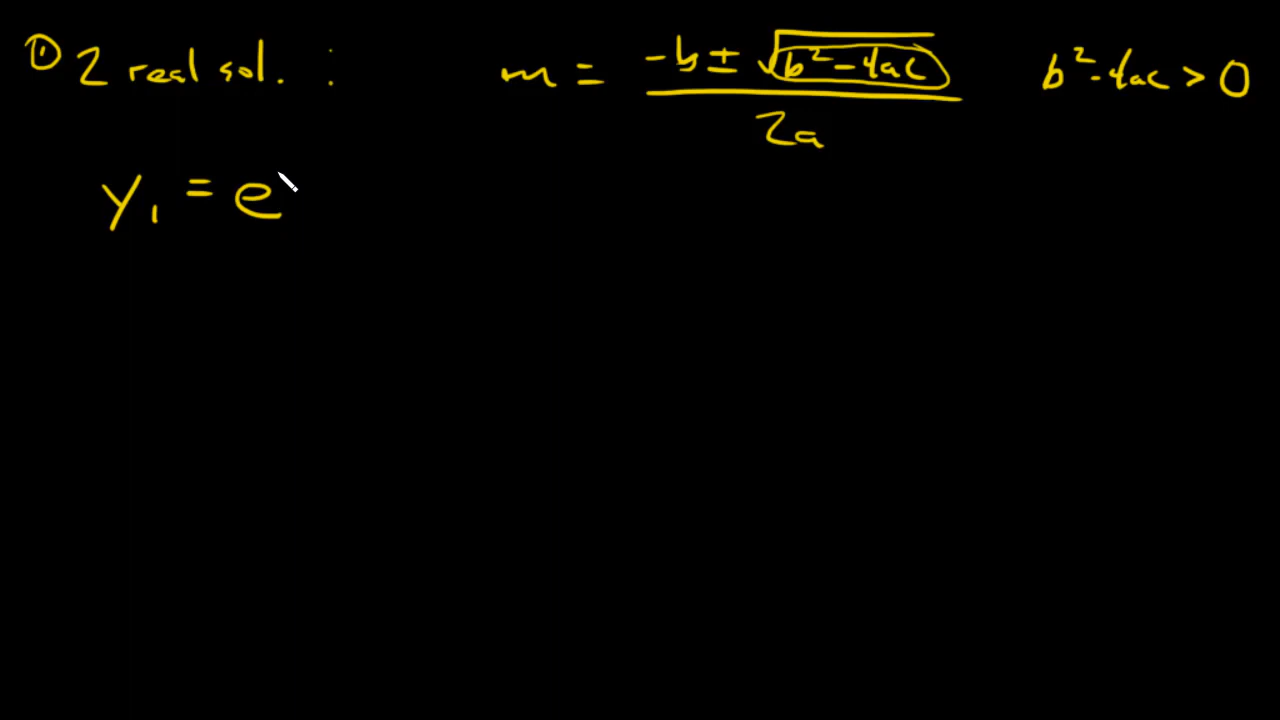 ① 2 real sol. : m = (-b ± √(b² - 4ac)) / 2a b² - 4ac > 0
y₁ = e